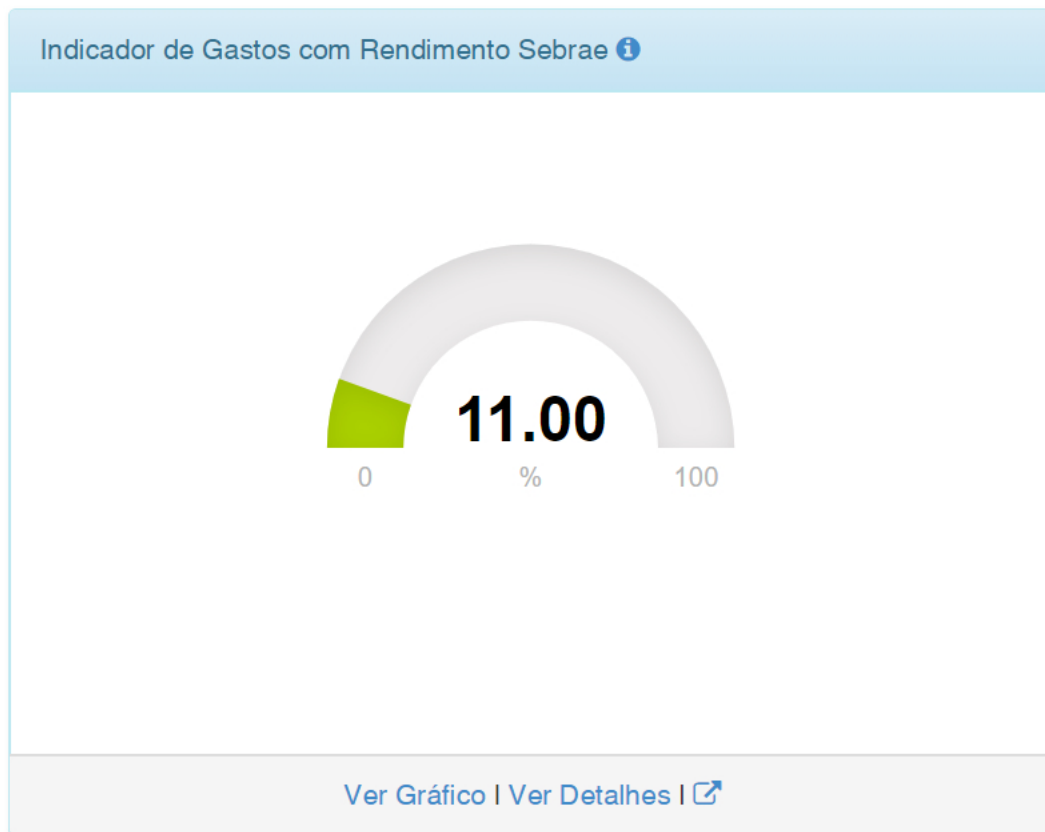 Indicador de Gastos com Rendimento Sebrae
11.00
0 % 100
Ver Gráfico | Ver Detalhes |